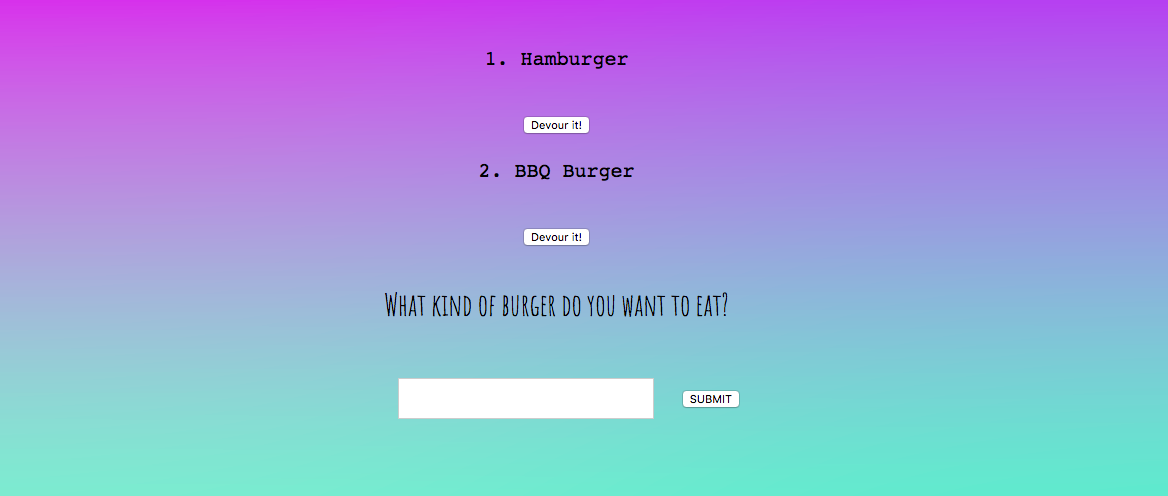 1. Hamburger
Devour it!
2. BBQ Burger
Devour it!
What kind of burger do you want to eat?
SUBMIT